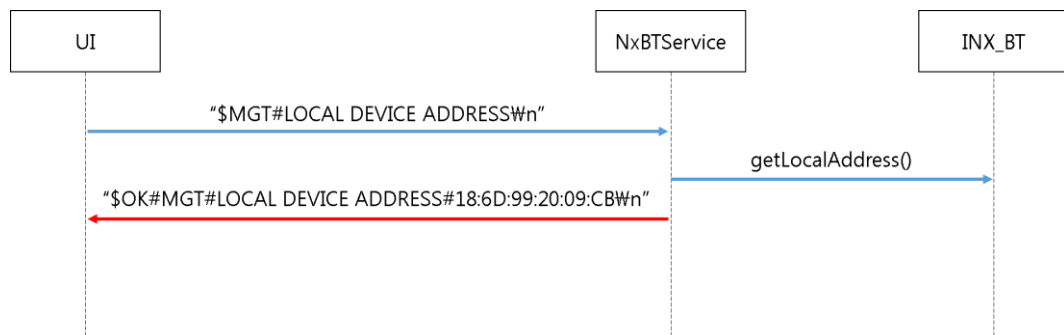 UI
NxBTService
INX_BT
“$MGT#LOCAL DEVICE ADDRESS₩n”
getLocalAddress()
“$OK#MGT#LOCAL DEVICE ADDRESS#18:6D:99:20:09:CB₩n”